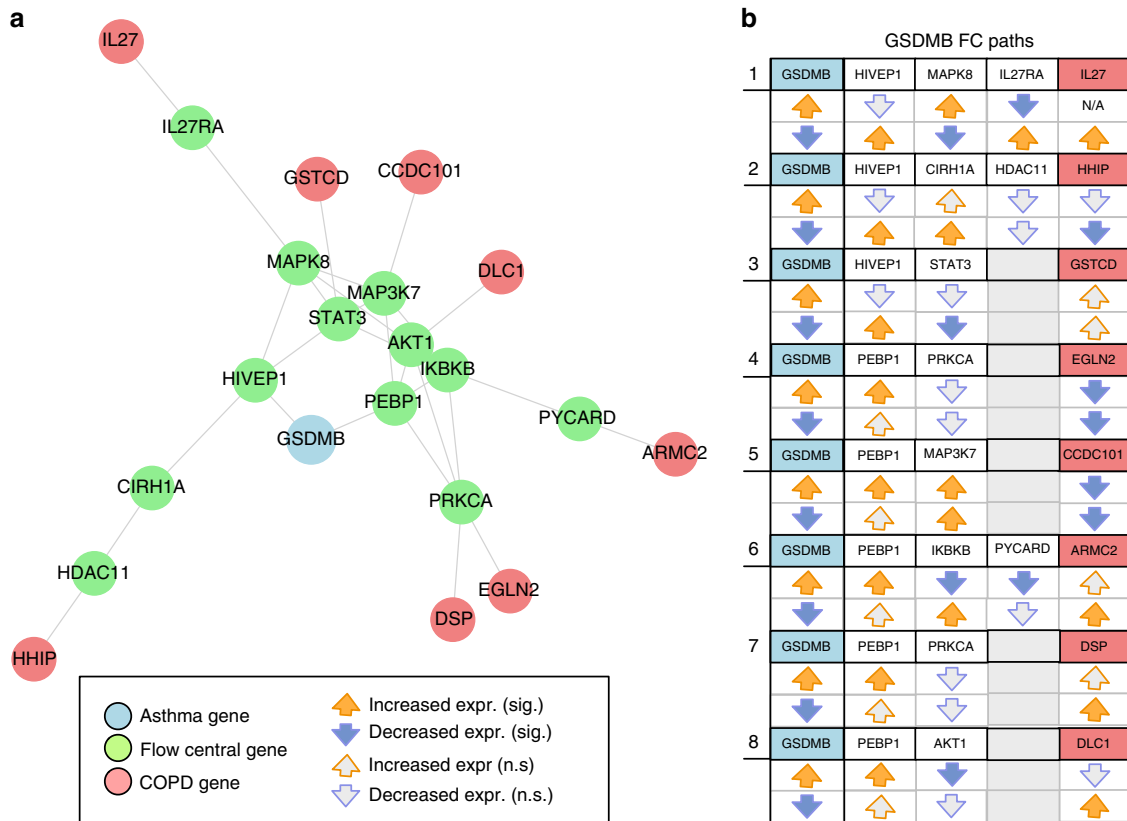 a
IL27
IL27RA
GSTCD
CCDC101
MAPK8
DLC1
MAP3K7
STAT3
AKT1
IKBKB
HIVEP1
PEBP1
PYCARD
GSDMB
ARMC2
CIRH1A
PRKCA
HDAC11
EGLN2
DSP
HHIP
Asthma gene
Flow central gene
COPD gene
Increased expr. (sig.)
Decreased expr. (sig.)
Increased expr (n.s)
Decreased expr. (n.s.)
b
GSDMB FC paths
1 GSDMB HIVEP1 MAPK8 IL27RA IL27
N/A
2 GSDMB HIVEP1 CIRH1A HDAC11 HHIP
3 GSDMB HIVEP1 STAT3 GSTCD
4 GSDMB PEBP1 PRKCA EGLN2
5 GSDMB PEBP1 MAP3K7 CCDC101
6 GSDMB PEBP1 IKBKB PYCARD ARMC2
7 GSDMB PEBP1 PRKCA DSP
8 GSDMB PEBP1 AKT1 DLC1